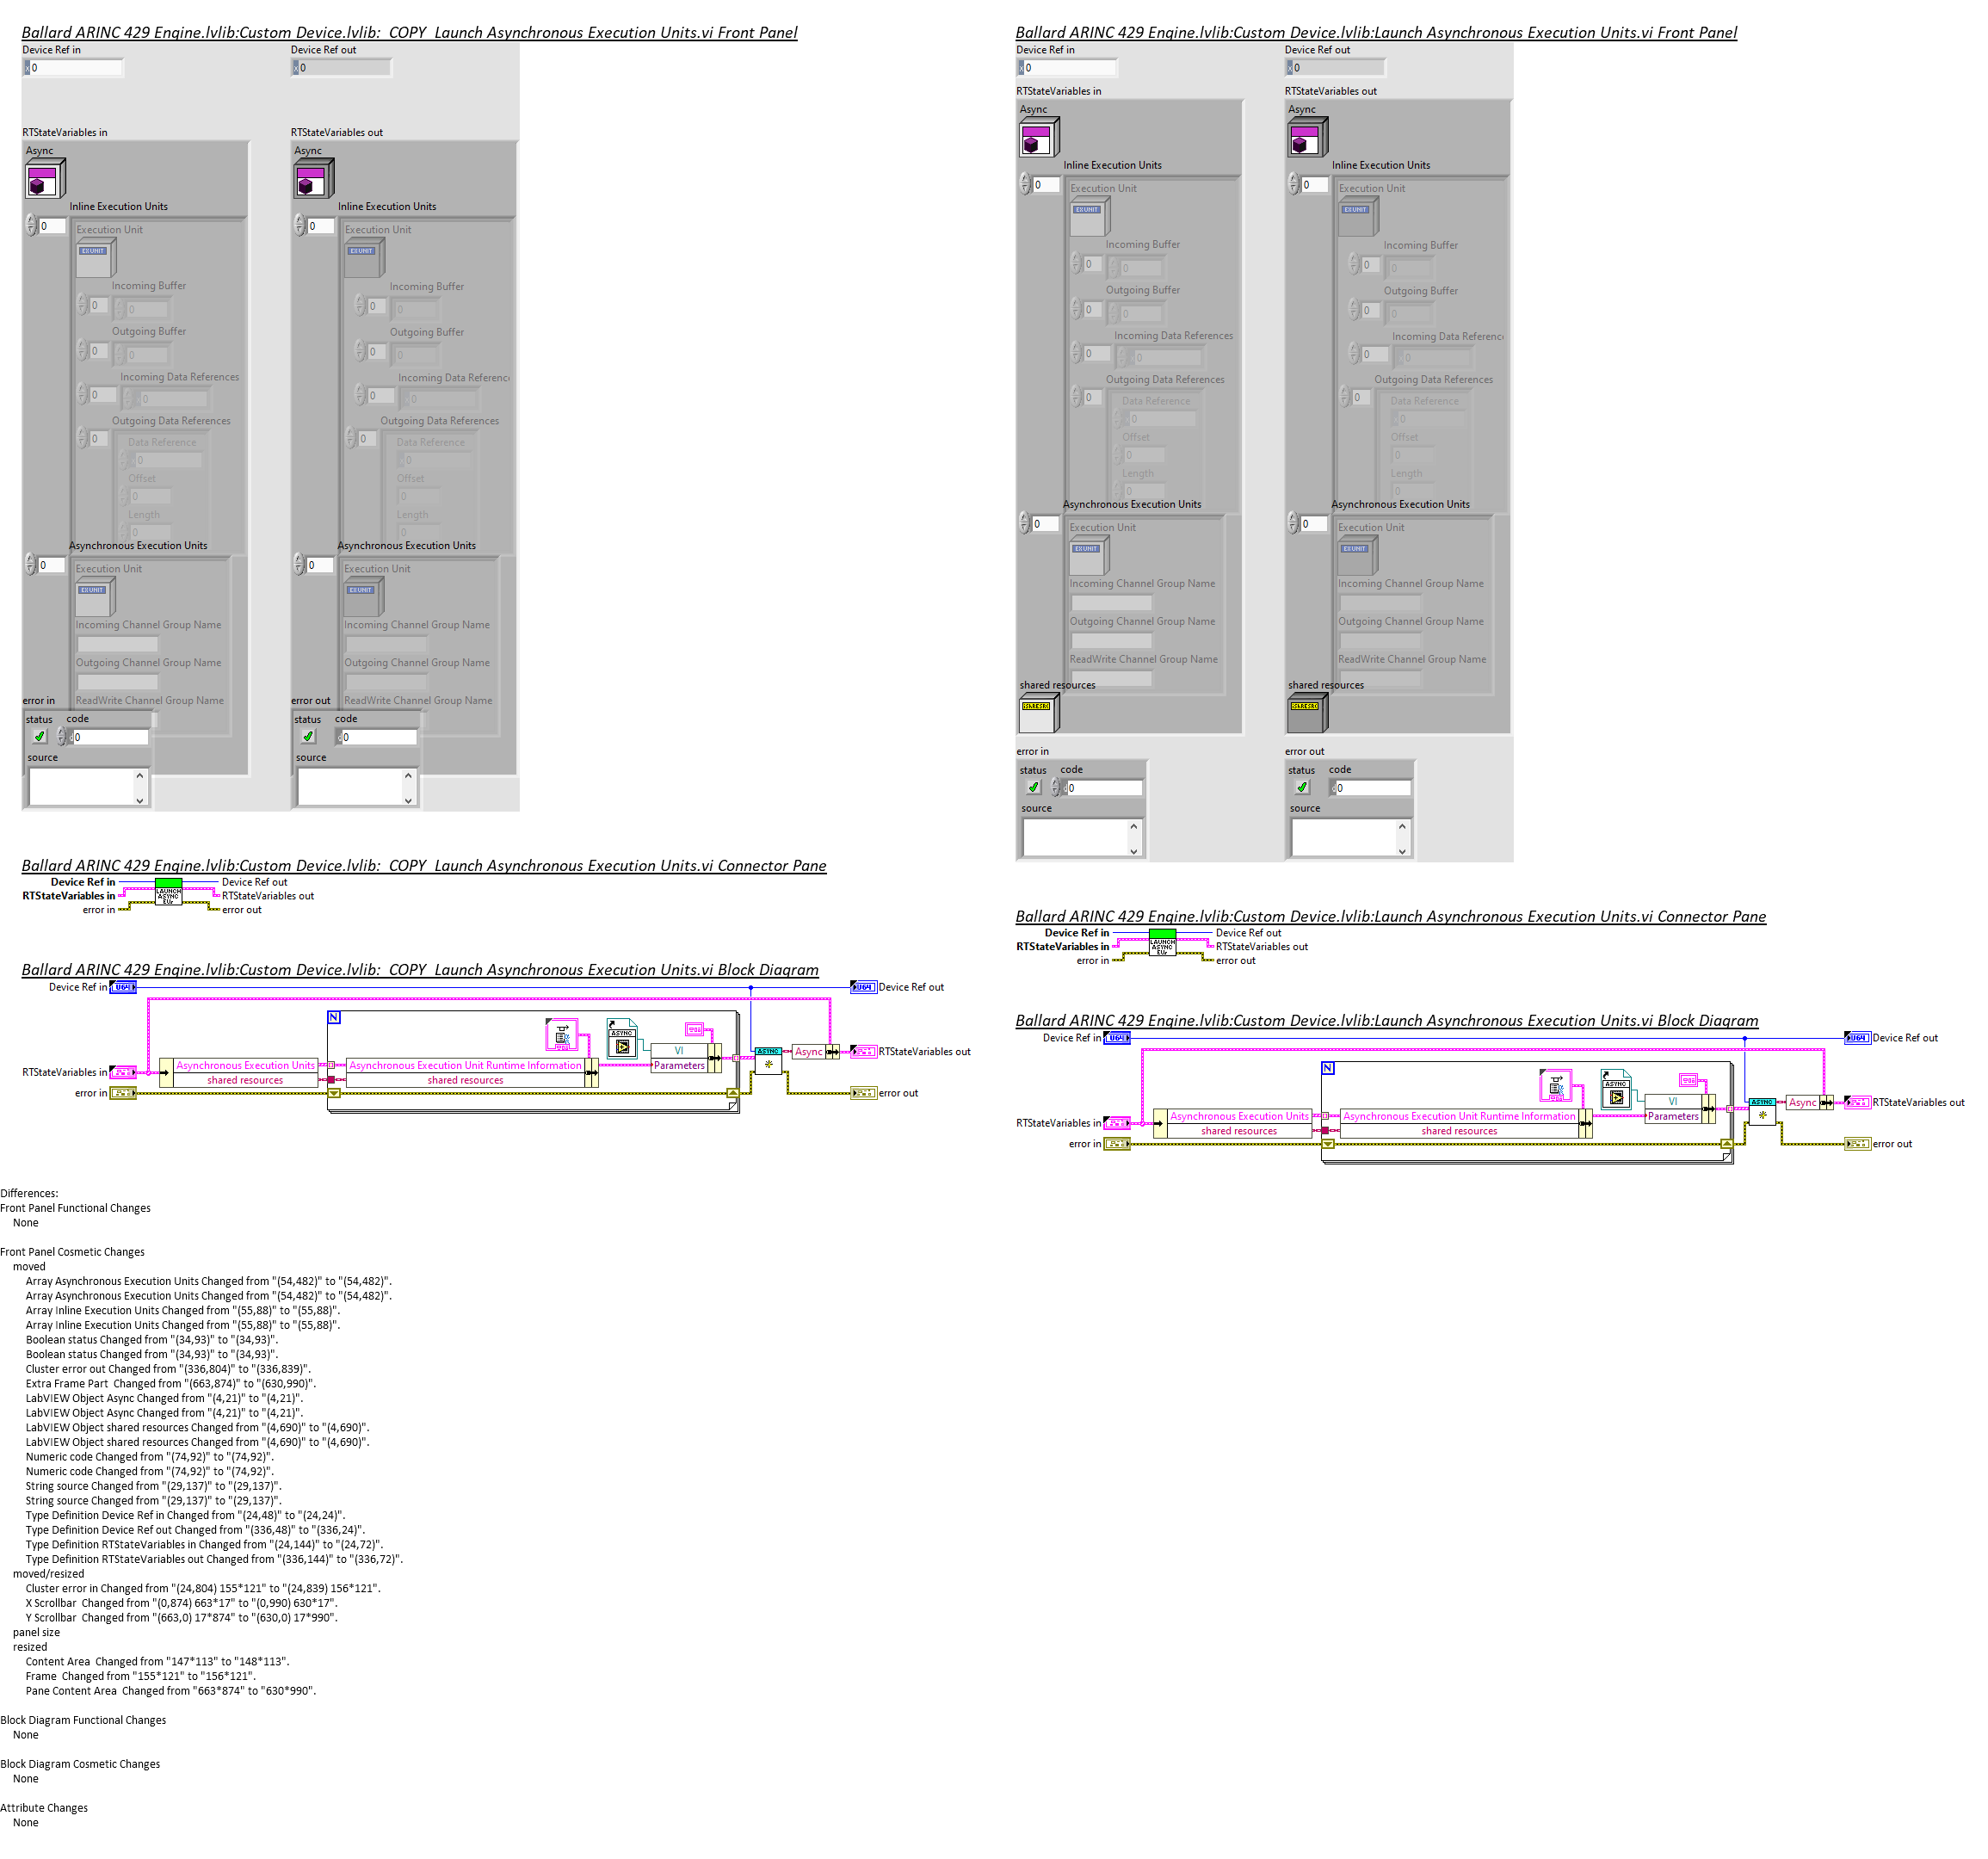 Ballard ARINC 429 Engine.lvlib:Custom Device.lvlib:  COPY  Launch Asynchronous Execution Units.vi Front Panel
Device Ref in
Device Ref out
0
0
RTStateVariables in
RTStateVariables out
Async
Async
Inline Execution Units
Inline Execution Units
0
0
Execution Unit
Execution Unit
EXUNIT
EXUNIT
Incoming Buffer
Incoming Buffer
0
0
0
0
Outgoing Buffer
Outgoing Buffer
0
0
0
0
Incoming Data References
Incoming Data Referenc
0
0
0
0
Outgoing Data References
Outgoing Data References
0
0
Data Reference
Data Reference
0
0
Offset
Offset
0
0
Length
Length
0
0
Asynchronous Execution Units
Asynchronous Execution Units
0
0
Execution Unit
Execution Unit
EXUNIT
EXUNIT
Incoming Channel Group Name
Incoming Channel Group Name
Outgoing Channel Group Name
Outgoing Channel Group Name
error in
ReadWrite Channel Group Name
error out
ReadWrite Channel Group Name
status
code
status
code
0
0
source
source
Ballard ARINC 429 Engine.lvlib:Custom Device.lvlib:  COPY  Launch Asynchronous Execution Units.vi Connector Pane
Device Ref in
Device Ref out
RTStateVariables in
LAUNCH ASYNC EUs
RTStateVariables out
error in
error out
Ballard ARINC 429 Engine.lvlib:Custom Device.lvlib:  COPY  Launch Asynchronous Execution Units.vi Block Diagram
Device Ref in
U64
U64
Device Ref out
N
ASYNC
VI
ASYNC
Async
RTStateVariables out
RTStateVariables in
Asynchronous Execution Units
Asynchronous Execution Unit Runtime Information
Parameters
shared resources
shared resources
error in
error out
Ballard ARINC 429 Engine.lvlib:Custom Device.lvlib:Launch Asynchronous Execution Units.vi Front Panel
Device Ref in
Device Ref out
0
0
RTStateVariables in
RTStateVariables out
Async
Async
Inline Execution Units
Inline Execution Units
0
0
Execution Unit
Execution Unit
EXUNIT
EXUNIT
Incoming Buffer
Incoming Buffer
0
0
0
0
Outgoing Buffer
Outgoing Buffer
0
0
0
0
Incoming Data References
Incoming Data Referenc
0
0
0
0
Outgoing Data References
Outgoing Data References
0
0
Data Reference
Data Reference
0
0
Offset
Offset
0
0
Length
Length
0
0
Asynchronous Execution Units
Asynchronous Execution Units
0
0
Execution Unit
Execution Unit
EXUNIT
EXUNIT
Incoming Channel Group Name
Incoming Channel Group Name
Outgoing Channel Group Name
Outgoing Channel Group Name
ReadWrite Channel Group Name
ReadWrite Channel Group Name
shared resources
shared resources
SHARESRC
SHARESRC
error in
error out
status
code
status
code
0
0
source
source
Ballard ARINC 429 Engine.lvlib:Custom Device.lvlib:Launch Asynchronous Execution Units.vi Connector Pane
Device Ref in
Device Ref out
RTStateVariables in
LAUNCH ASYNC EUs
RTStateVariables out
error in
error out
Ballard ARINC 429 Engine.lvlib:Custom Device.lvlib:Launch Asynchronous Execution Units.vi Block Diagram
Device Ref in
U64
U64
Device Ref out
N
ASYNC
VI
ASYNC
Async
RTStateVariables out
RTStateVariables in
Asynchronous Execution Units
Asynchronous Execution Unit Runtime Information
Parameters
shared resources
shared resources
error in
error out
Differences:
Front Panel Functional Changes
None
Front Panel Cosmetic Changes
moved
Array Asynchronous Execution Units Changed from "(54,482)" to "(54,482)".
Array Asynchronous Execution Units Changed from "(54,482)" to "(54,482)".
Array Inline Execution Units Changed from "(55,88)" to "(55,88)".
Array Inline Execution Units Changed from "(55,88)" to "(55,88)".
Boolean status Changed from "(34,93)" to "(34,93)".
Boolean status Changed from "(34,93)" to "(34,93)".
Cluster error out Changed from "(336,804)" to "(336,839)".
Extra Frame Part  Changed from "(663,874)" to "(630,990)".
LabVIEW Object Async Changed from "(4,21)" to "(4,21)".
LabVIEW Object Async Changed from "(4,21)" to "(4,21)".
LabVIEW Object shared resources Changed from "(4,690)" to "(4,690)".
LabVIEW Object shared resources Changed from "(4,690)" to "(4,690)".
Numeric code Changed from "(74,92)" to "(74,92)".
Numeric code Changed from "(74,92)" to "(74,92)".
String source Changed from "(29,137)" to "(29,137)".
String source Changed from "(29,137)" to "(29,137)".
Type Definition Device Ref in Changed from "(24,48)" to "(24,24)".
Type Definition Device Ref out Changed from "(336,48)" to "(336,24)".
Type Definition RTStateVariables in Changed from "(24,144)" to "(24,72)".
Type Definition RTStateVariables out Changed from "(336,144)" to "(336,72)".
moved/resized
Cluster error in Changed from "(24,804) 155*121" to "(24,839) 156*121".
X Scrollbar  Changed from "(0,874) 663*17" to "(0,990) 630*17".
Y Scrollbar  Changed from "(663,0) 17*874" to "(630,0) 17*990".
panel size
resized
Content Area  Changed from "147*113" to "148*113".
Frame  Changed from "155*121" to "156*121".
Pane Content Area  Changed from "663*874" to "630*990".
Block Diagram Functional Changes
None
Block Diagram Cosmetic Changes
None
Attribute Changes
None